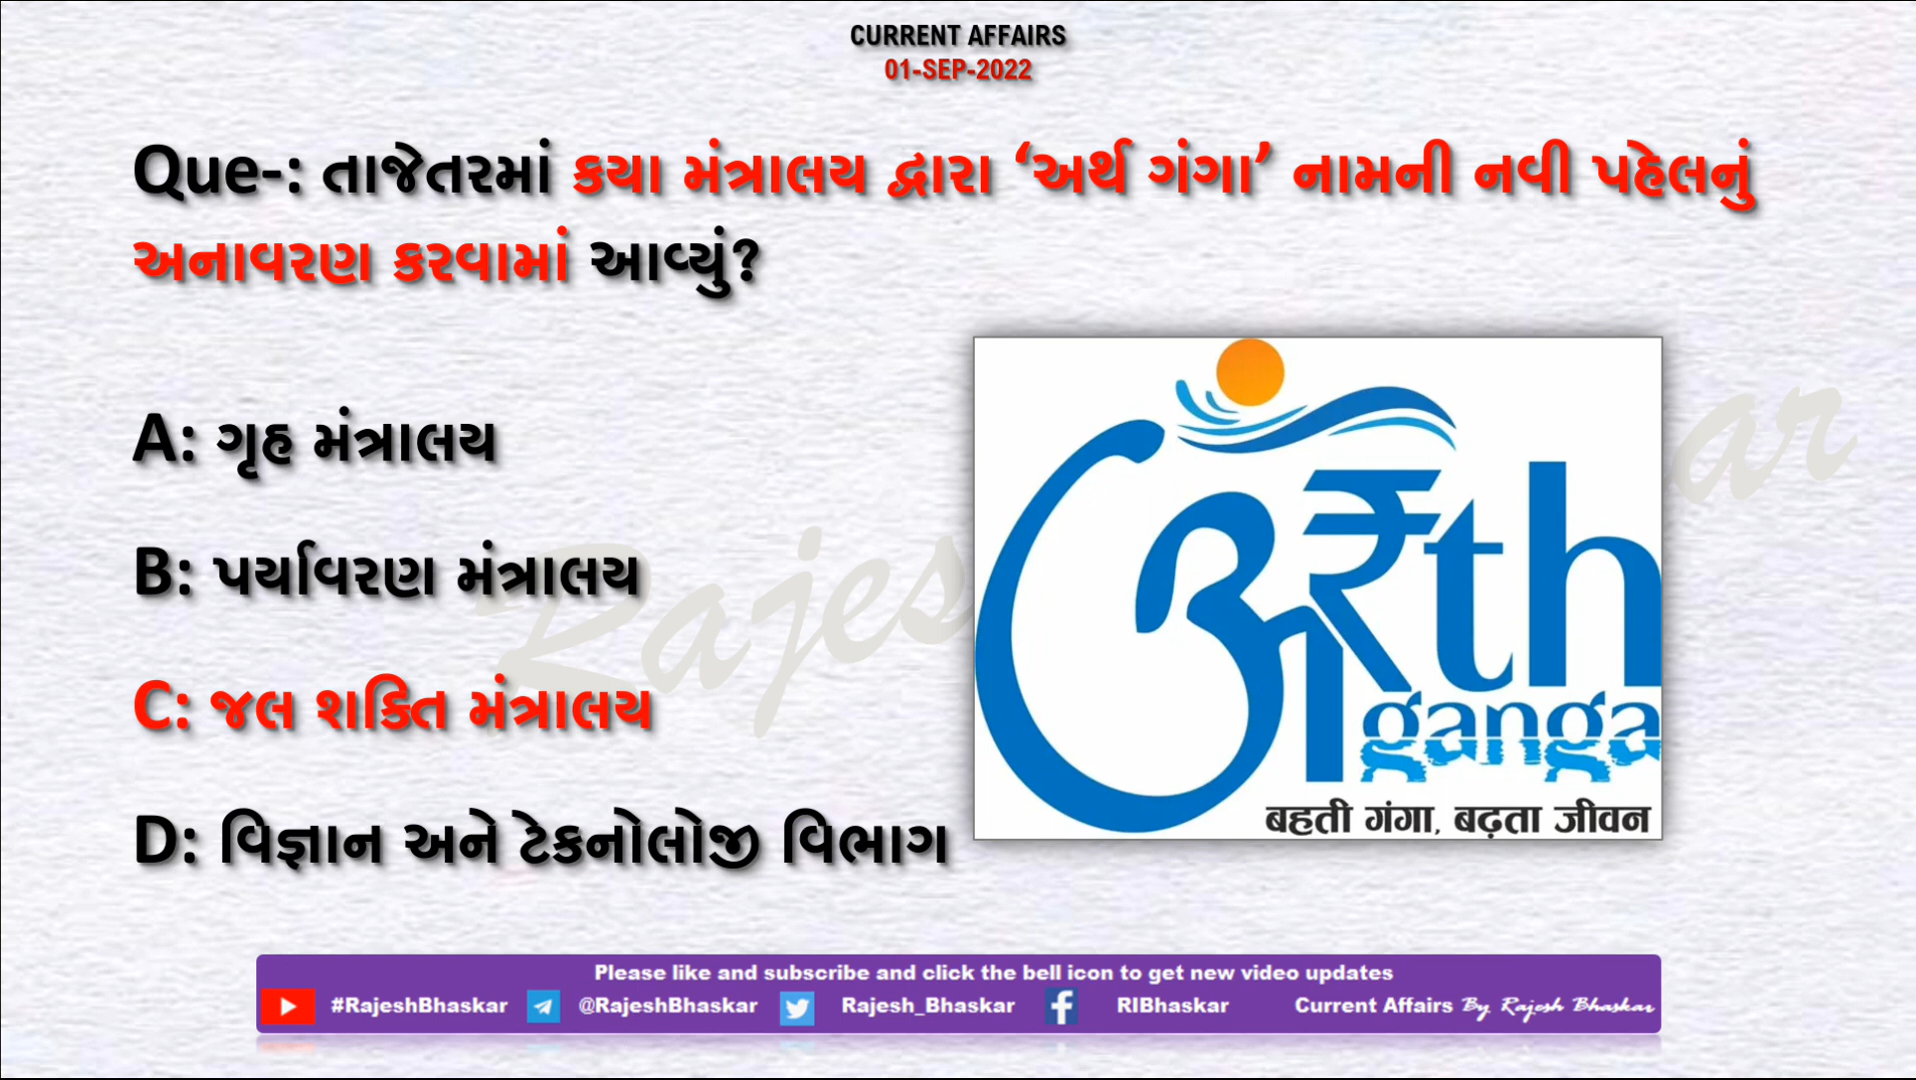 CURRENT AFFAIRS
01-SEP-2022
Que-: તાજેતરમાં કયા મંત્રાલય દ્વારા ‘અર્થ ગંગા’ નામની નવી પહેલનું
અનાવરણ કરવામાં આવ્યું?
A: ગૃહ મંત્રાલય
B: પર્યાવરણ મંત્રાલય
C: જલ શક્તિ મંત્રાલય
D: વિજ્ઞાન અને ટેકનોલોજી વિભાગ
अ₹th
ganga
बहती गंगा, बढ़ता जीवन
Please like and subscribe and click the bell icon to get new video updates
#RajeshBhaskar @RajeshBhaskar Rajesh_Bhaskar RIBhaskar Current Affairs By Rajesh Bhaskar